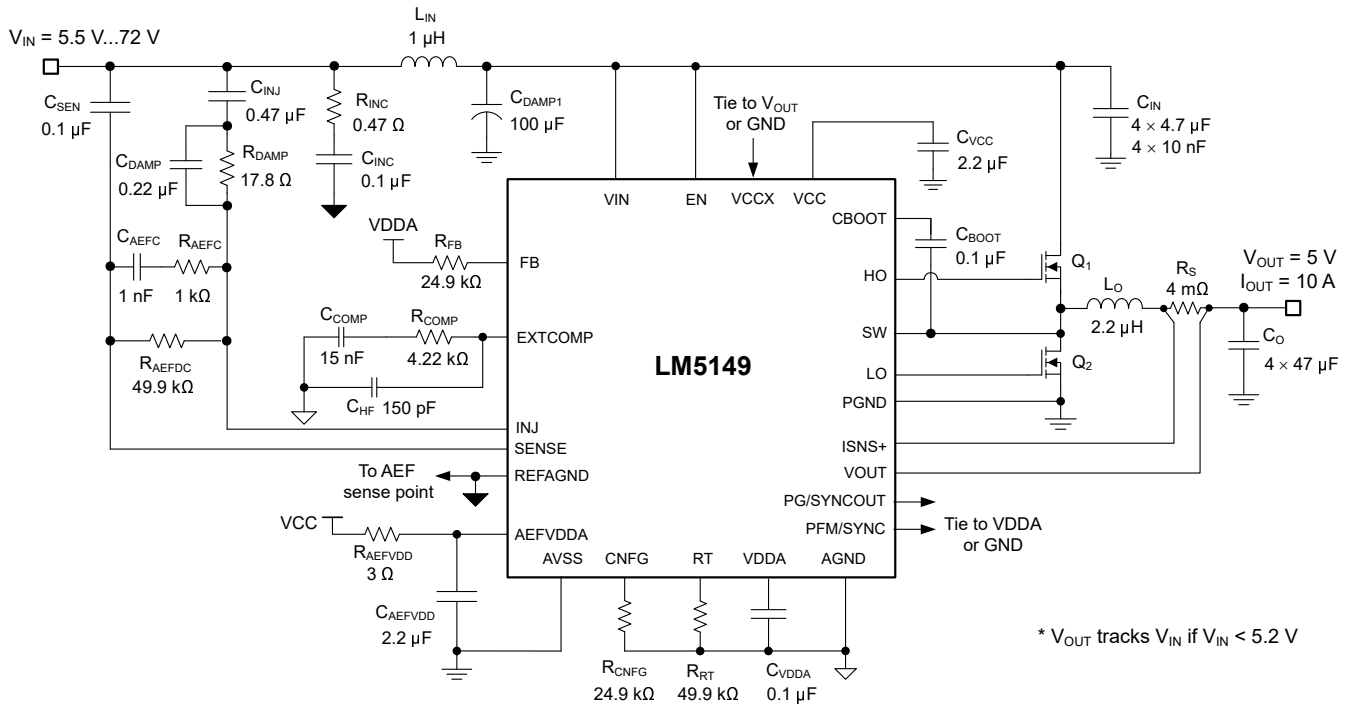 V_IN = 5.5 V...72 V
L_IN
1 µH
C_SEN
0.1 µF
C_INJ
0.47 µF
R_INC
0.47 Ω
C_DAMP1
100 µF
Tie to V_OUT
or GND
C_VCC
2.2 µF
C_IN
4 × 4.7 µF
4 × 10 nF
C_DAMP
0.22 µF
R_DAMP
17.8 Ω
C_INC
0.1 µF
VIN
EN
VCCX
VCC
CBOOT
C_BOOT
0.1 µF
HO
Q_1
V_OUT = 5 V
I_OUT = 10 A
VDDA
R_FB
24.9 kΩ
FB
C_AEFC
1 nF
R_AEFC
1 kΩ
L_O
2.2 µH
R_S
4 mΩ
C_COMP
15 nF
R_COMP
4.22 kΩ
EXTCOMP
LM5149
SW
LO
Q_2
C_O
4 × 47 µF
R_AEFDC
49.9 kΩ
C_HF
150 pF
PGND
INJ
SENSE
ISNS+
VOUT
To AEF
sense point
REFAGND
PG/SYNCOUT
PFM/SYNC
Tie to VDDA
or GND
VCC
R_AEFVDD
3 Ω
AEFVDDA
AVSS
CNFG
RT
VDDA
AGND
C_AEFVDD
2.2 µF
R_CNFG
24.9 kΩ
R_RT
49.9 kΩ
C_VDDA
0.1 µF
* V_OUT tracks V_IN if V_IN < 5.2 V